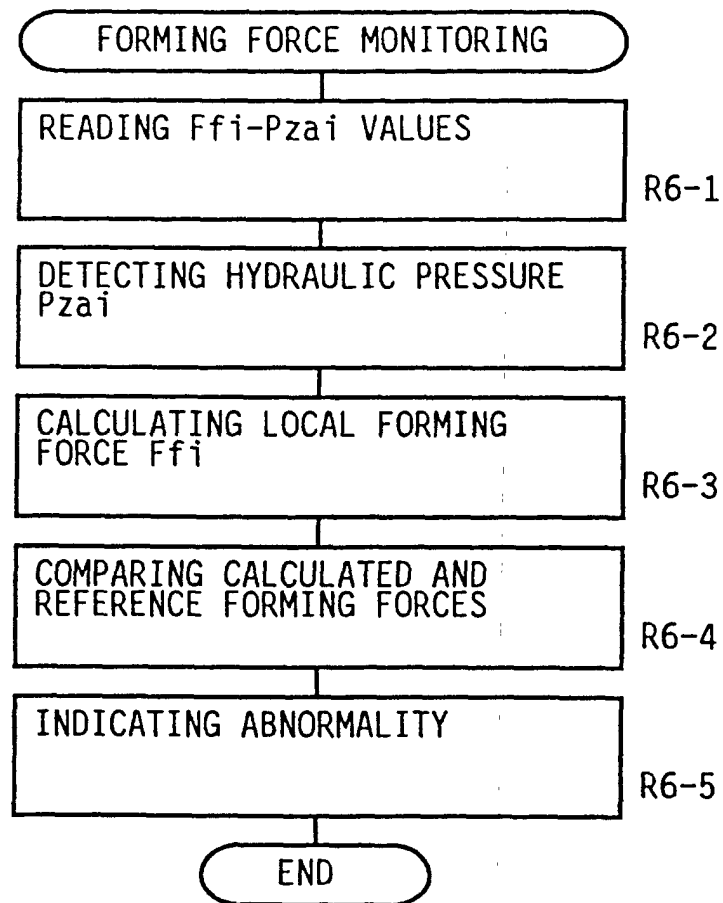 FORMING FORCE MONITORING
READING Ffi-Pzai VALUES
R6-1
DETECTING HYDRAULIC PRESSURE
Pzai
R6-2
CALCULATING LOCAL FORMING
FORCE Ffi
R6-3
COMPARING CALCULATED AND
REFERENCE FORMING FORCES
R6-4
INDICATING ABNORMALITY
R6-5
END